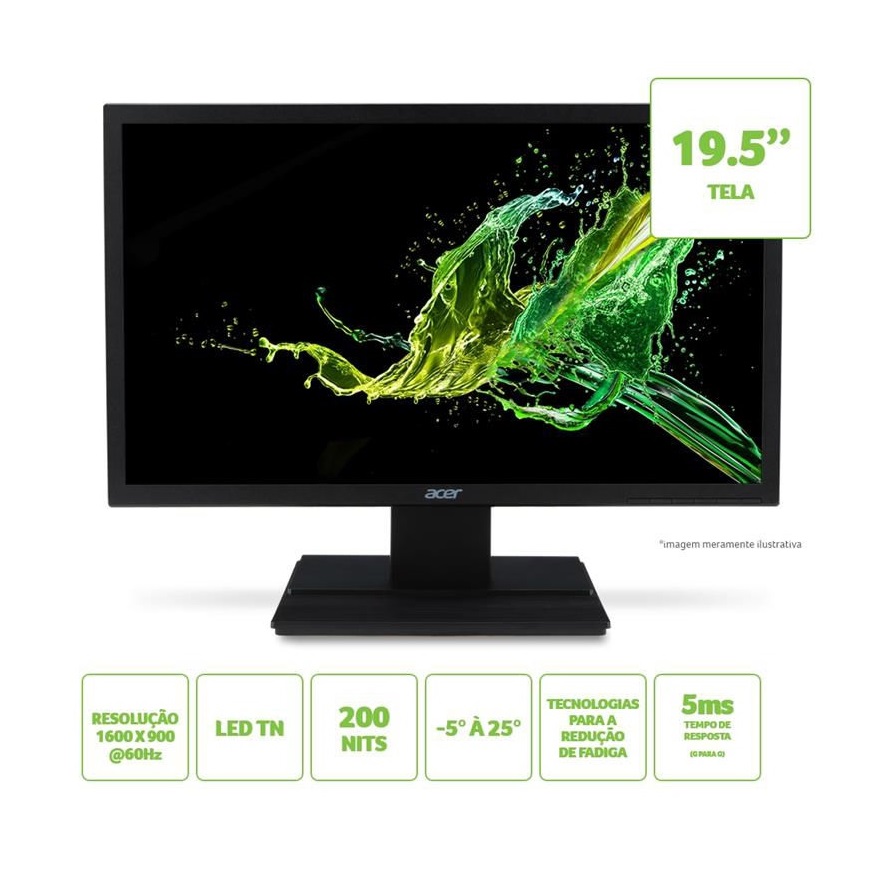 19.5”
TELA
acer
*imagem meramente ilustrativa
RESOLUÇÃO
1600 X 900
@60Hz
LED TN
200
NITS
-5° À 25°
TECNOLOGIAS
PARA A
REDUÇÃO
DE FADIGA
5ms
TEMPO DE
RESPOSTA
(G PARA G)